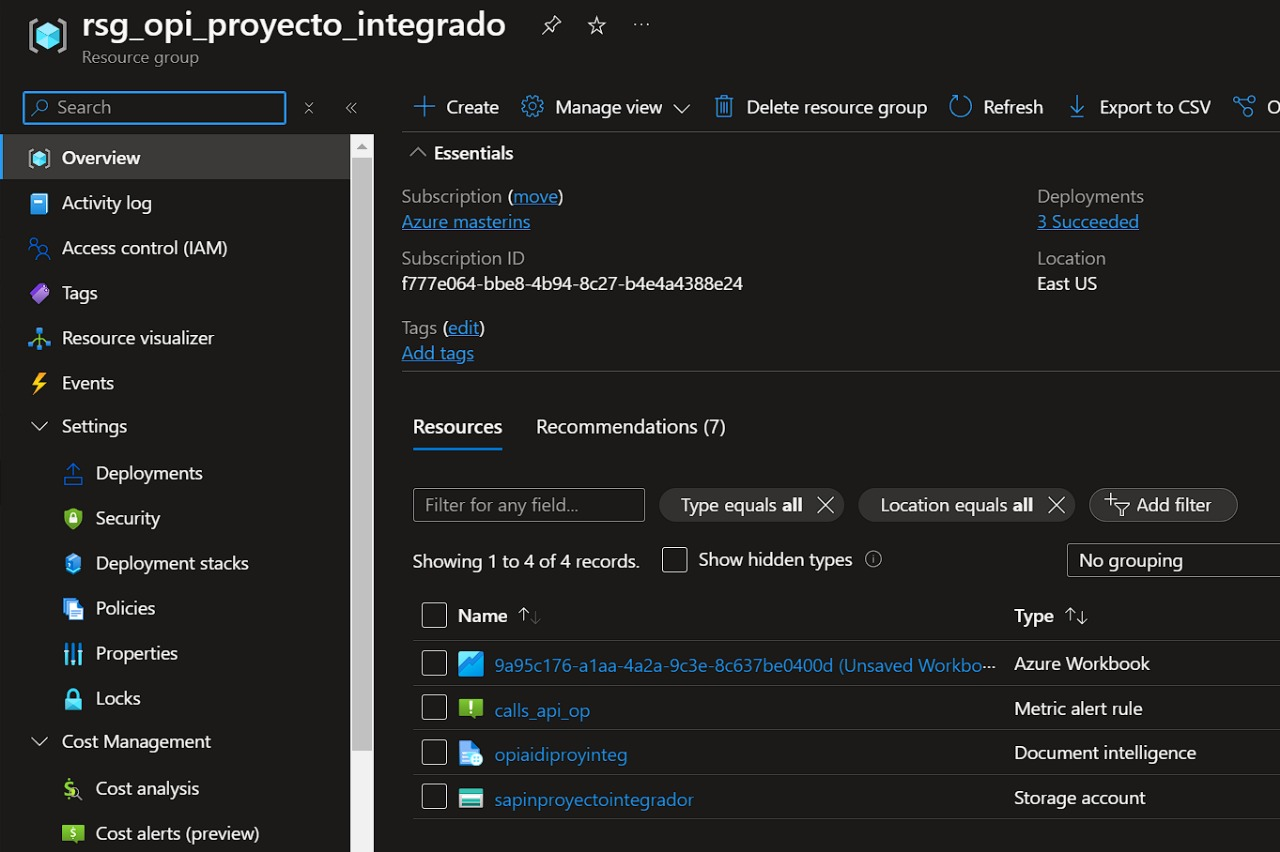 rsg_opi_proyecto_integrado
Resource group
Search
Overview
Activity log
Access control (IAM)
Tags
Resource visualizer
Events
Settings
Deployments
Security
Deployment stacks
Policies
Properties
Locks
Cost Management
Cost analysis
Cost alerts (preview)
Create Manage view Delete resource group Refresh Export to CSV O
Essentials
Subscription (move)
Azure masterins
Subscription ID
f777e064-bbe8-4b94-8c27-b4e4a4388e24
Tags (edit)
Add tags
Deployments
3 Succeeded
Location
East US
Resources Recommendations (7)
Filter for any field... Type equals all Location equals all Add filter
Showing 1 to 4 of 4 records. Show hidden types No grouping
Name Type
9a95c176-a1aa-4a2a-9c3e-8c637be0400d (Unsaved Workbo... Azure Workbook
calls_api_op Metric alert rule
opiaidiproyinteg Document intelligence
sapinproyectointegrador Storage account